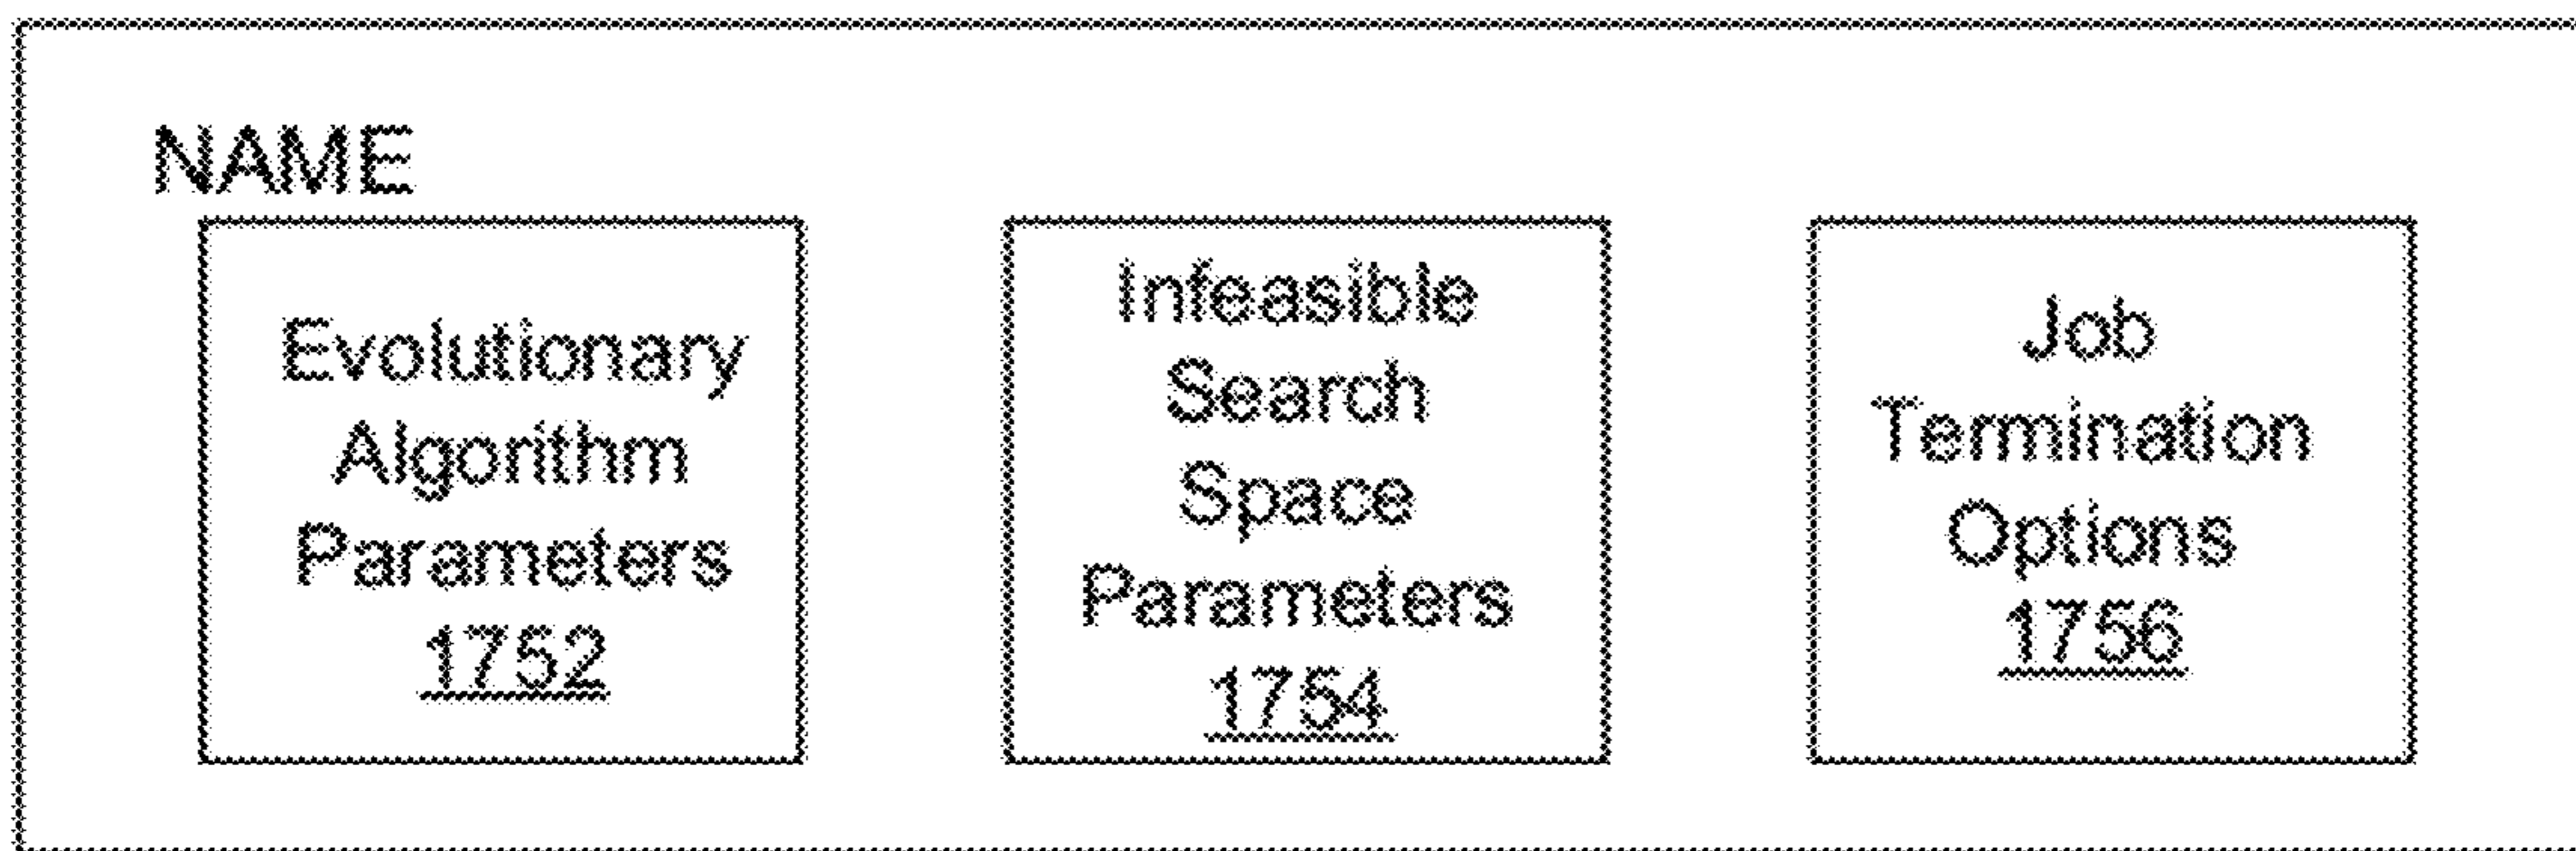 NAME
Evolutionary
Algorithm
Parameters
1752
Infeasible
Search
Space
Parameters
1754
Job
Termination
Options
1756